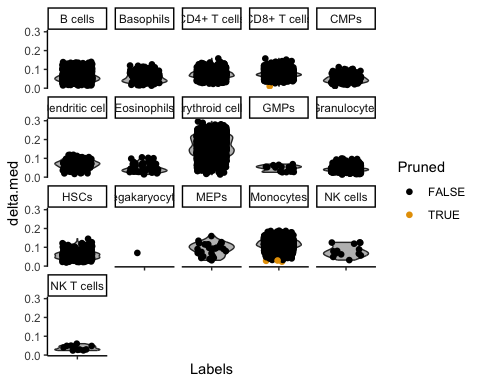 B cells Basophils CD4+ T cells CD8+ T cells CMPs
0.3
0.2
0.1
0.0
endritic cel Eosinophils rythroid cell GMPs Granulocyte
0.3
0.2
0.1
0.0
HSCs egakaryocyt MEPs Monocytes NK cells
0.3
0.2
0.1
0.0
NK T cells
0.3
0.2
0.1
0.0
delta.med
Labels
Pruned
FALSE
TRUE